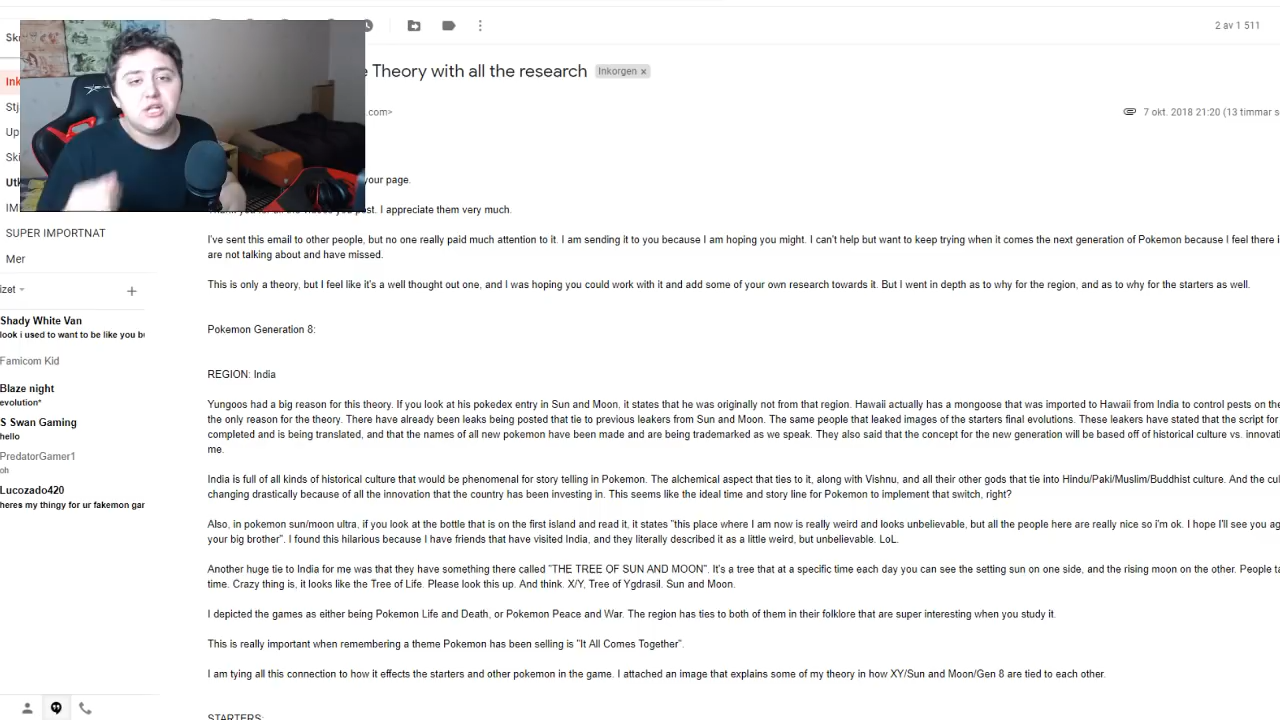 2 av 1 511
Theory with all the research
Inkorgen x
Sk
Ink
.com>
7 okt. 2018 21:20 (13 timmar s
Stj
Up
Ski
Utk
your page.
IM
post. I appreciate them very much.
SUPER IMPORTNAT
I've sent this email to other people, but no one really paid much attention to it. I am sending it to you because I am hoping you might. I can't help but want to keep trying when it comes the next generation of Pokemon because I feel there i
are not talking about and have missed.
Mer
This is only a theory, but I feel like it's a well thought out one, and I was hoping you could work with it and add some of your own research towards it. But I went in depth as to why for the region, and as to why for the starters as well.
izet
Shady White Van
look i used to want to be like you b
Pokemon Generation 8:
Famicom Kid
REGION: India
Blaze night
evolution*
Yungoos had a big reason for this theory. If you look at his pokedex entry in Sun and Moon, it states that he was originally not from that region. Hawaii actually has a mongoose that was imported to Hawaii from India to control pests on the
the only reason for the theory. There have already been leaks being posted that tie to previous leakers from Sun and Moon. The same people that leaked images of the starters final evolutions. These leakers have stated that the script for
completed and is being translated, and that the names of all new pokemon have been made and are being trademarked as we speak. They also said that the concept for the new generation will be based off of historical culture vs. innovati
me.
'S Swan Gaming
hello
PredatorGamer1
oh
Lucozado420
heres my thingy for ur fakemon gar
India is full of all kinds of historical culture that would be phenomenal for story telling in Pokemon. The alchemical aspect that ties to it, along with Vishnu, and all their other gods that tie into Hindu/Paki/Muslim/Buddhist culture. And the cul
changing drastically because of all the innovation that the country has been investing in. This seems like the ideal time and story line for Pokemon to implement that switch, right?
Also, in pokemon sun/moon ultra, if you look at the bottle that is on the first island and read it, it states "this place where I am now is really weird and looks unbelievable, but all the people here are really nice so i'm ok. I hope I'll see you ag
your big brother". I found this hilarious because I have friends that have visited India, and they literally described it as a little weird, but unbelievable. LoL.
Another huge tie to India for me was that they have something there called "THE TREE OF SUN AND MOON". It's a tree that at a specific time each day you can see the setting sun on one side, and the rising moon on the other. People ta
time. Crazy thing is, it looks like the Tree of Life. Please look this up. And think. X/Y, Tree of Ygdrasil. Sun and Moon.
I depicted the games as either being Pokemon Life and Death, or Pokemon Peace and War. The region has ties to both of them in their folklore that are super interesting when you study it.
This is really important when remembering a theme Pokemon has been selling is "It All Comes Together".
I am tying all this connection to how it effects the starters and other pokemon in the game. I attached an image that explains some of my theory in how XY/Sun and Moon/Gen 8 are tied to each other.
STARTERS: